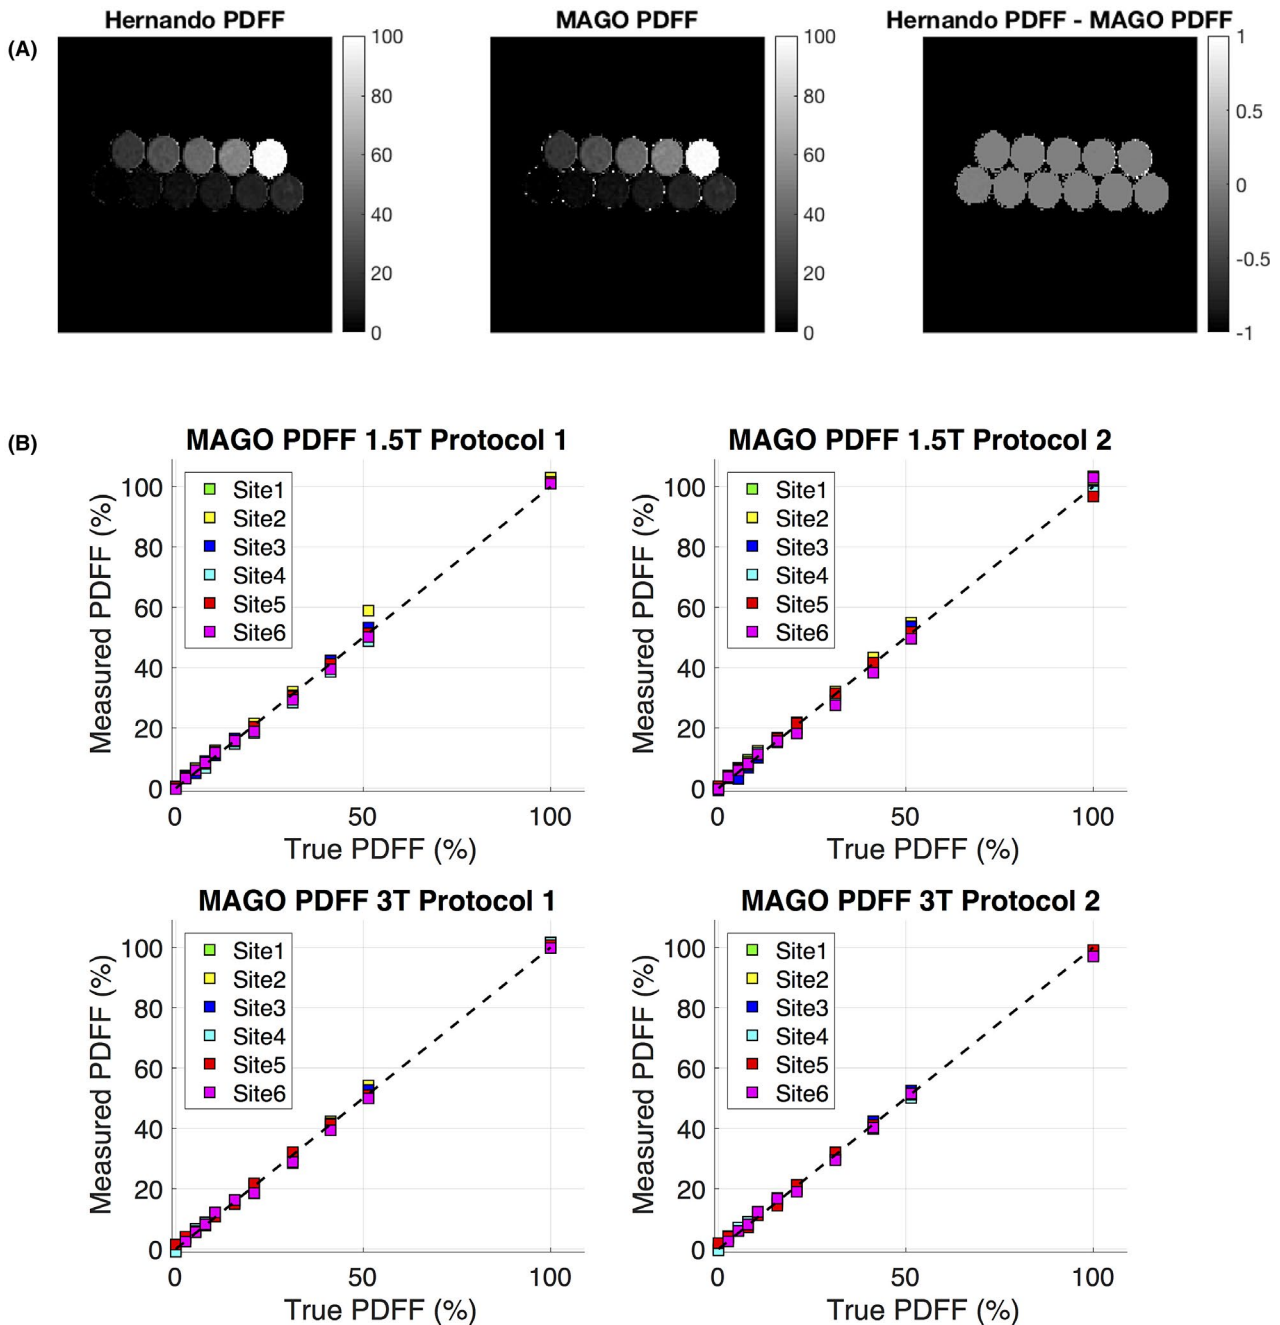 (A)
Hernando PDFF
100
80
60
40
20
0
MAGO PDFF
100
80
60
40
20
0
Hernando PDFF - MAGO PDFF
1
0.5
0
-0.5
-1
(B)
MAGO PDFF 1.5T Protocol 1
Measured PDFF (%)
100
80
60
40
20
0
Site1
Site2
Site3
Site4
Site5
Site6
0 50 100
True PDFF (%)
MAGO PDFF 1.5T Protocol 2
Measured PDFF (%)
100
80
60
40
20
0
Site1
Site2
Site3
Site4
Site5
Site6
0 50 100
True PDFF (%)
MAGO PDFF 3T Protocol 1
Measured PDFF (%)
100
80
60
40
20
0
Site1
Site2
Site3
Site4
Site5
Site6
0 50 100
True PDFF (%)
MAGO PDFF 3T Protocol 2
Measured PDFF (%)
100
80
60
40
20
0
Site1
Site2
Site3
Site4
Site5
Site6
0 50 100
True PDFF (%)